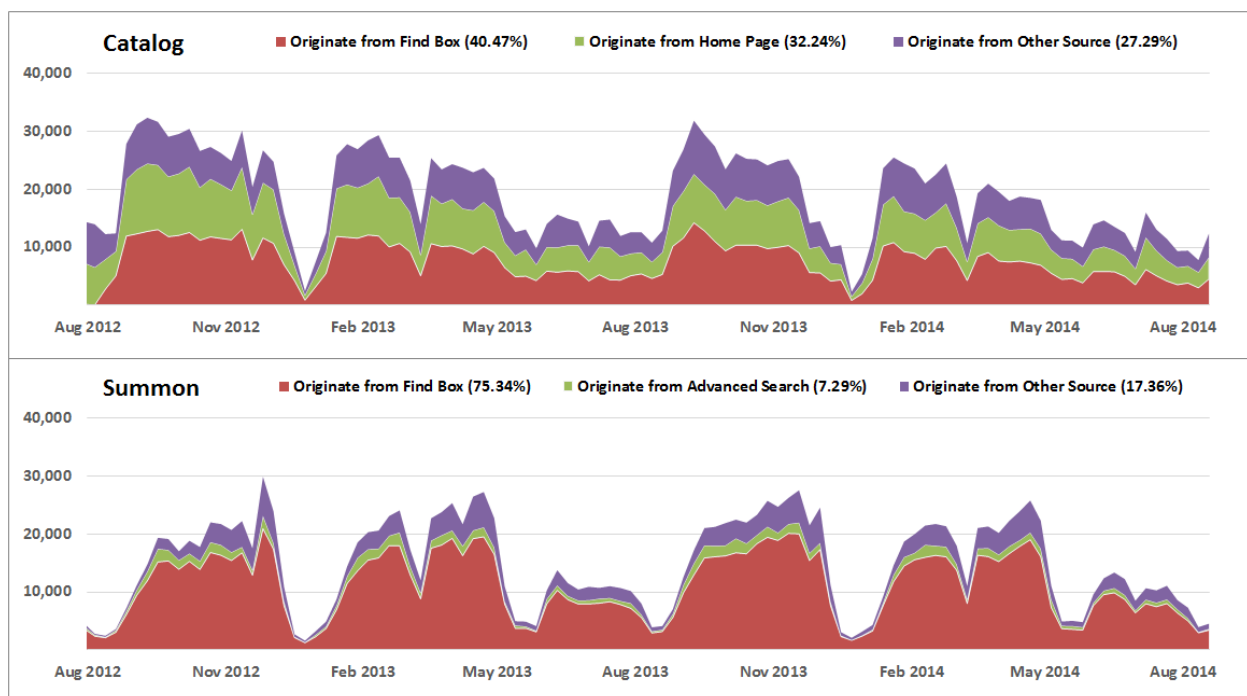 Catalog
Originate from Find Box (40.47%) Originate from Home Page (32.24%) Originate from Other Source (27.29%)
40,000
30,000
20,000
10,000
Aug 2012 Nov 2012 Feb 2013 May 2013 Aug 2013 Nov 2013 Feb 2014 May 2014 Aug 2014
Summon
Originate from Find Box (75.34%) Originate from Advanced Search (7.29%) Originate from Other Source (17.36%)
40,000
30,000
20,000
10,000
Aug 2012 Nov 2012 Feb 2013 May 2013 Aug 2013 Nov 2013 Feb 2014 May 2014 Aug 2014